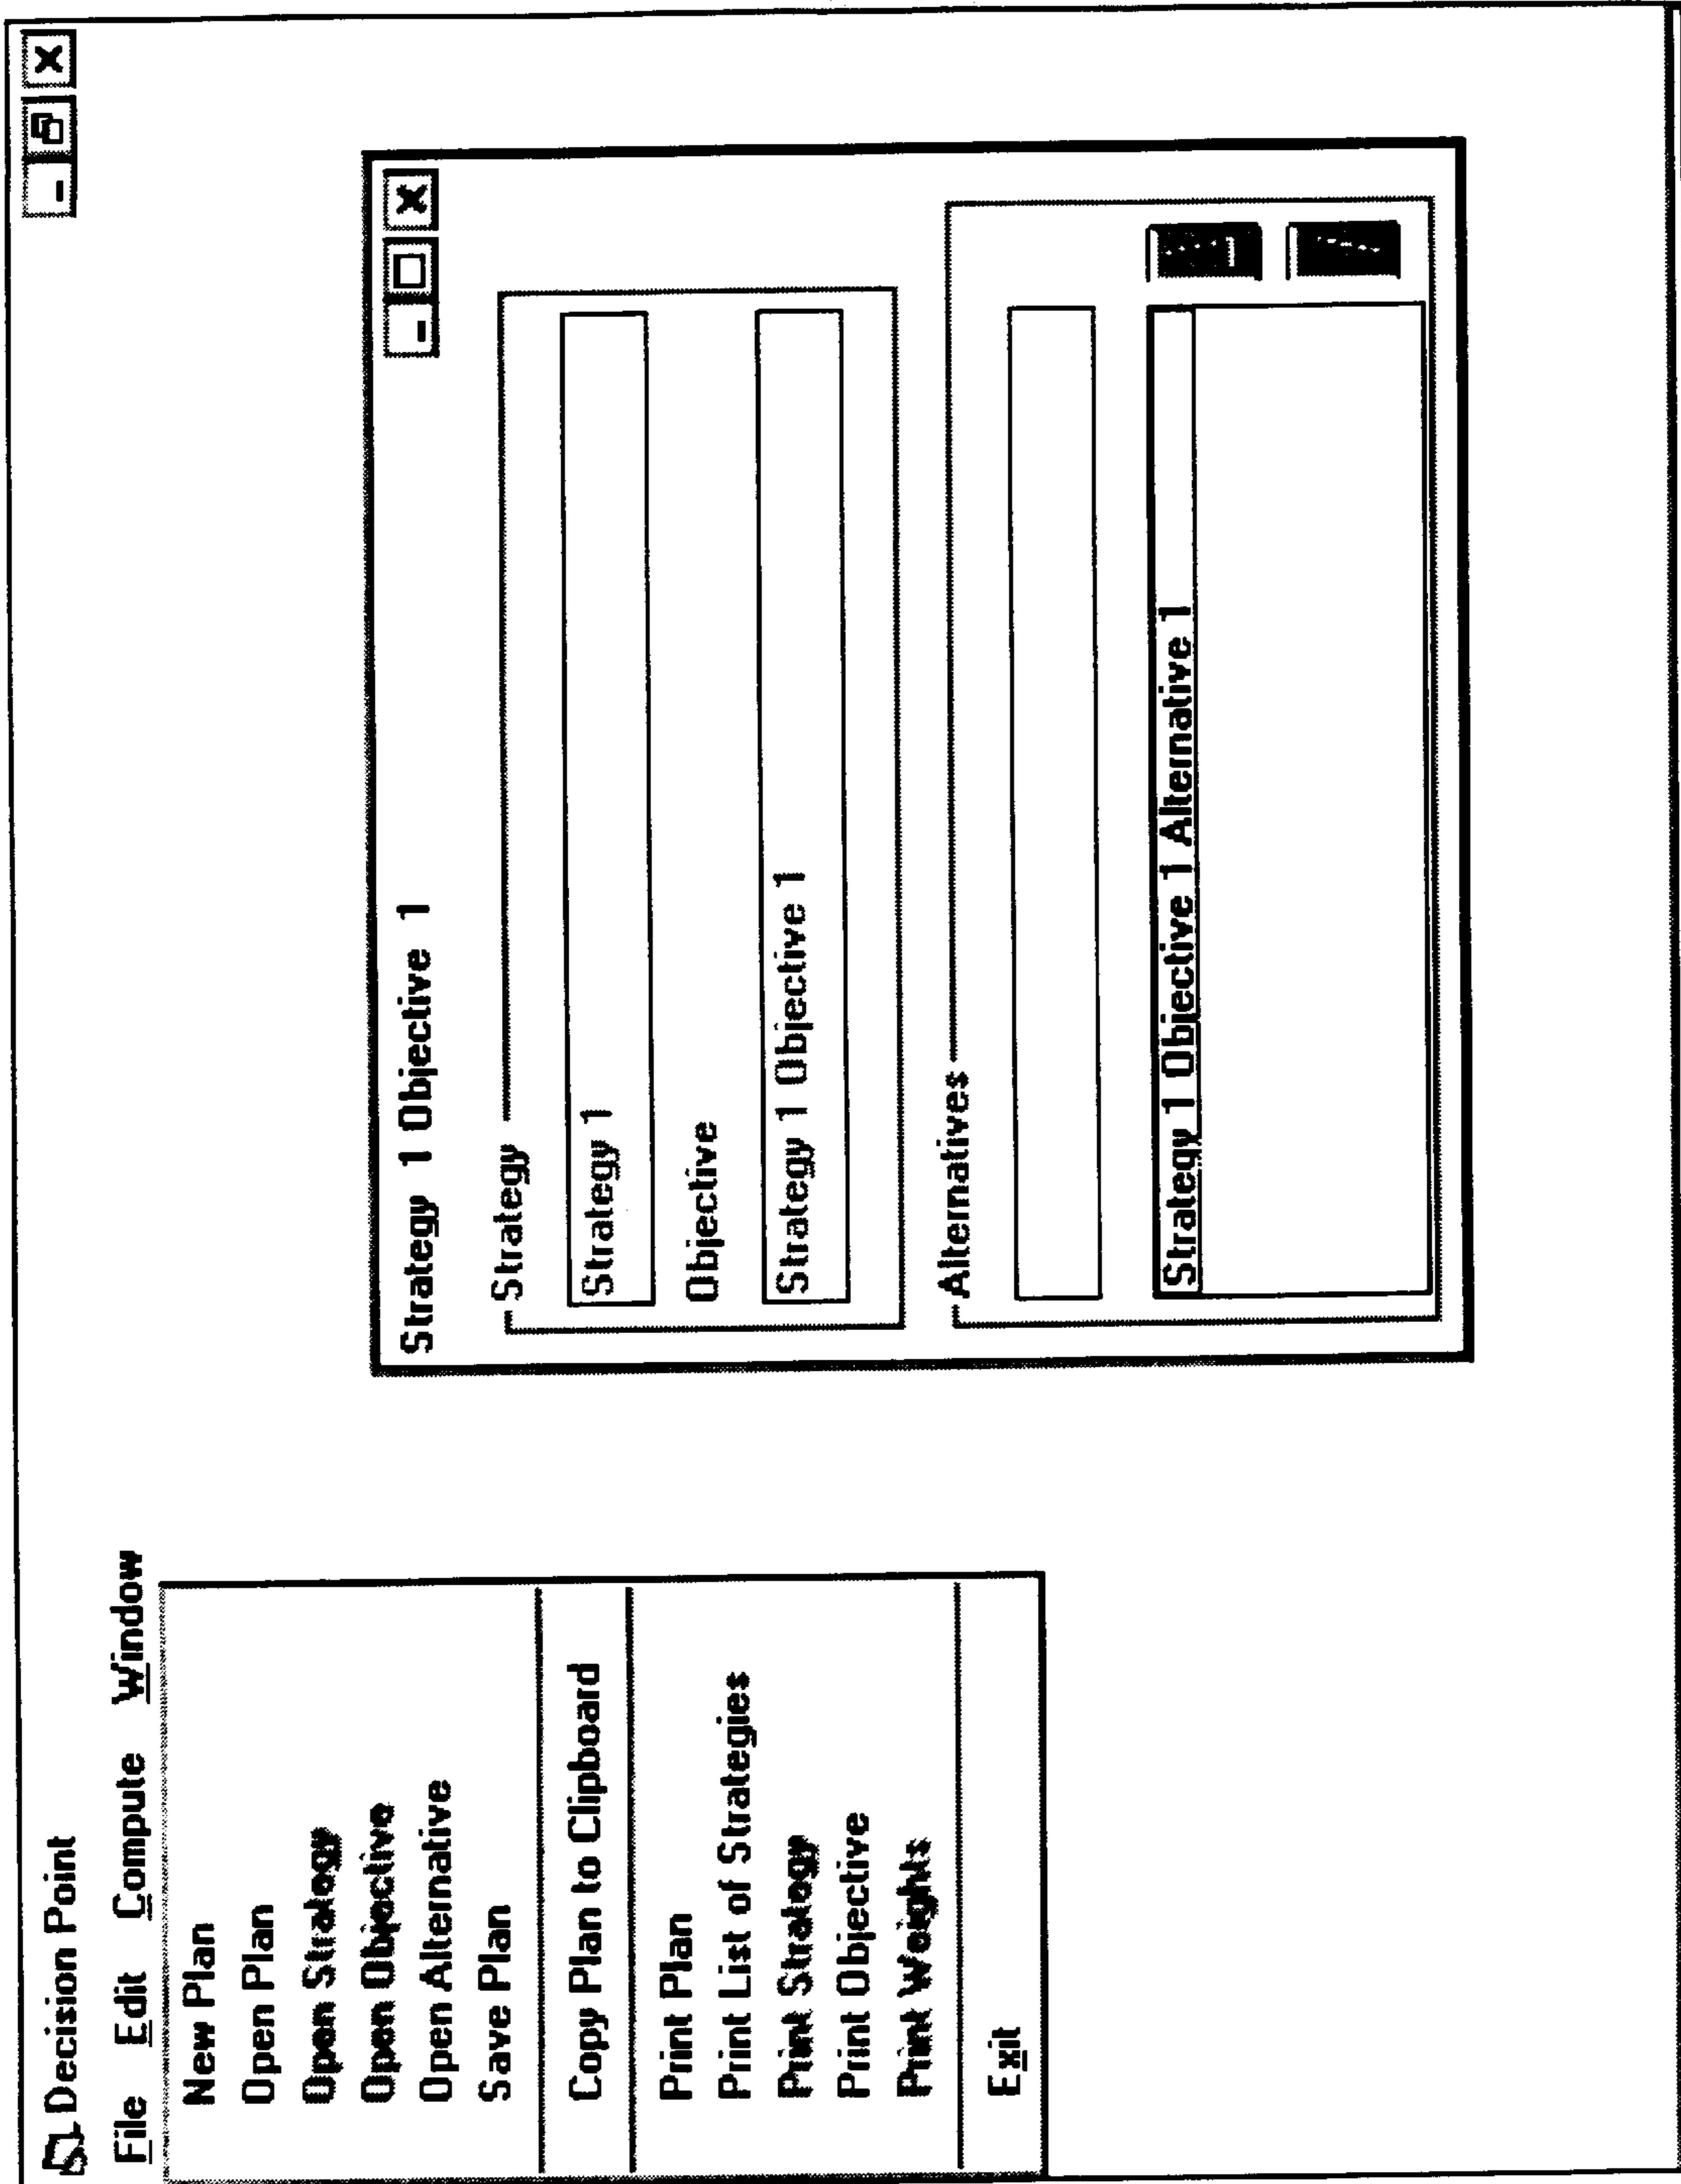 Decision Point
File Edit Compute Window
New Plan
Open Plan
Open Strategy
Open Objective
Open Alternative
Save Plan
Copy Plan to Clipboard
Print Plan
Print List of Strategies
Print Strategy
Print Objective
Print Weights
Exit
Strategy 1 Objective 1
Strategy
Strategy 1
Objective
Strategy 1 Objective 1
Alternatives
Strategy 1 Objective 1 Alternative 1